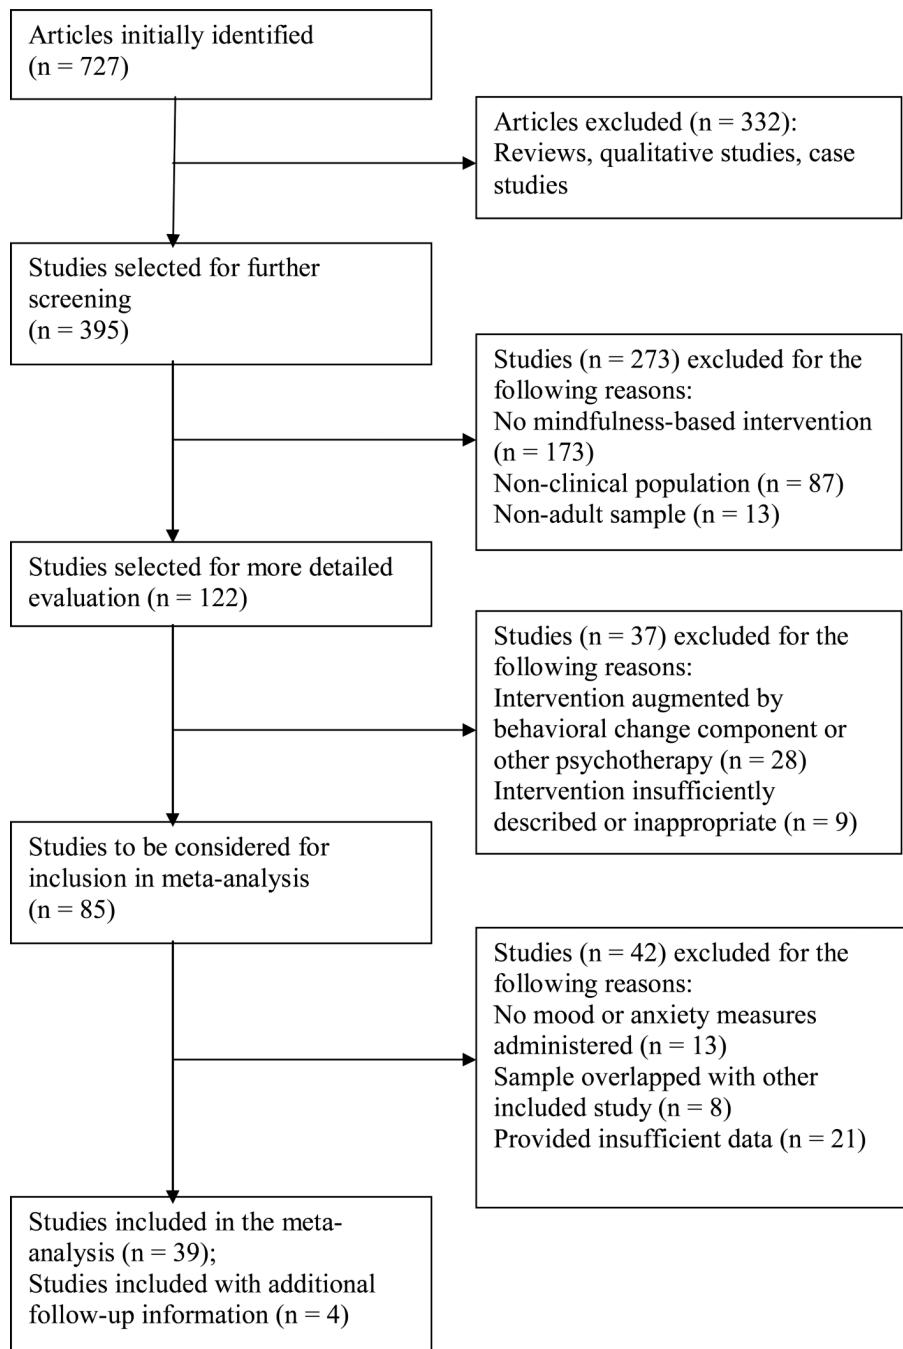 Articles initially identified
(n = 727)
Articles excluded (n = 332):
Reviews, qualitative studies, case
studies
Studies selected for further
screening
(n = 395)
Studies (n = 273) excluded for the
following reasons:
No mindfulness-based intervention
(n = 173)
Non-clinical population (n = 87)
Non-adult sample (n = 13)
Studies selected for more detailed
evaluation (n = 122)
Studies (n = 37) excluded for the
following reasons:
Intervention augmented by
behavioral change component or
other psychotherapy (n = 28)
Intervention insufficiently
described or inappropriate (n = 9)
Studies to be considered for
inclusion in meta-analysis
(n = 85)
Studies (n = 42) excluded for the
following reasons:
No mood or anxiety measures
administered (n = 13)
Sample overlapped with other
included study (n = 8)
Provided insufficient data (n = 21)
Studies included in the meta-
analysis (n = 39);
Studies included with additional
follow-up information (n = 4)